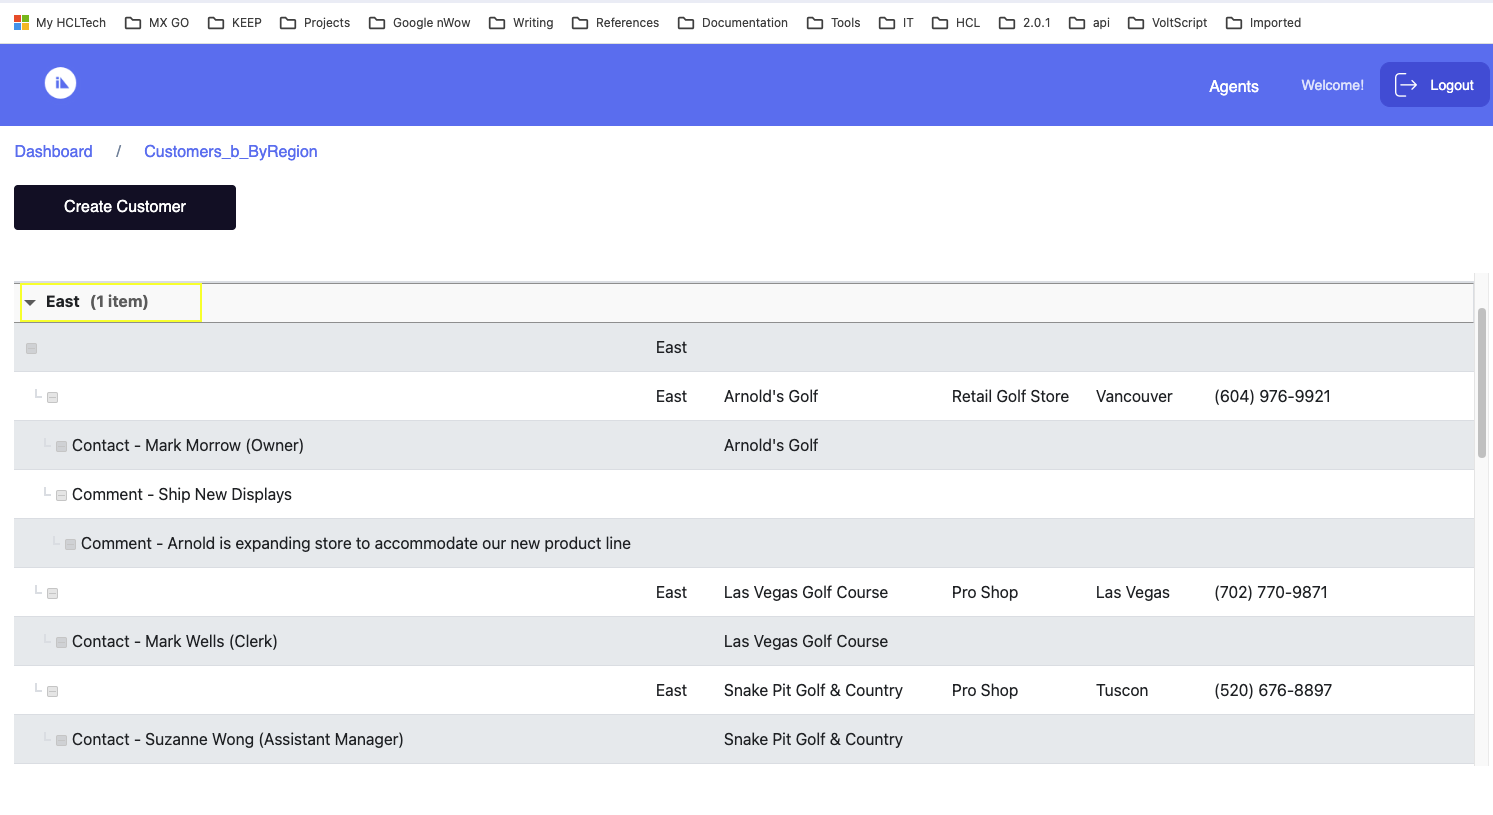 My HCLTech MX GO KEEP Projects Google nWow Writing References Documentation Tools IT HCL 2.0.1 api VoltScript Imported
Agents Welcome! Logout
Dashboard / Customers_b_ByRegion
Create Customer
East (1 item)
East
East Arnold's Golf Retail Golf Store Vancouver (604) 976-9921
Contact - Mark Morrow (Owner) Arnold's Golf
Comment - Ship New Displays
Comment - Arnold is expanding store to accommodate our new product line
East Las Vegas Golf Course Pro Shop Las Vegas (702) 770-9871
Contact - Mark Wells (Clerk) Las Vegas Golf Course
East Snake Pit Golf & Country Pro Shop Tuscon (520) 676-8897
Contact - Suzanne Wong (Assistant Manager) Snake Pit Golf & Country